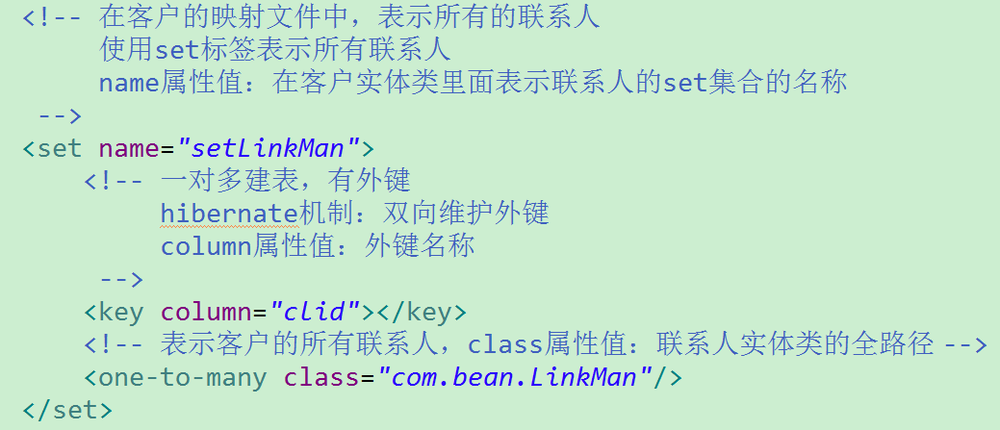 <!-- 在客户的映射文件中，表示所有的联系人
使用set标签表示所有联系人
name属性值：在客户实体类里面表示联系人的set集合的名称
-->
<set name="setLinkMan">
<!-- 一对多建表，有外键
hibernate机制：双向维护外键
column属性值：外键名称
-->
<key column="clid"></key>
<!-- 表示客户的所有联系人，class属性值：联系人实体类的全路径 -->
<one-to-many class="com.bean.LinkMan"/>
</set>